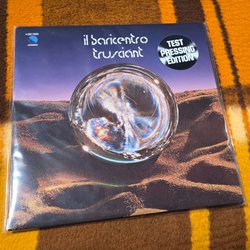 il baricentro
trusciant
TEST
PRESSING
EDITION